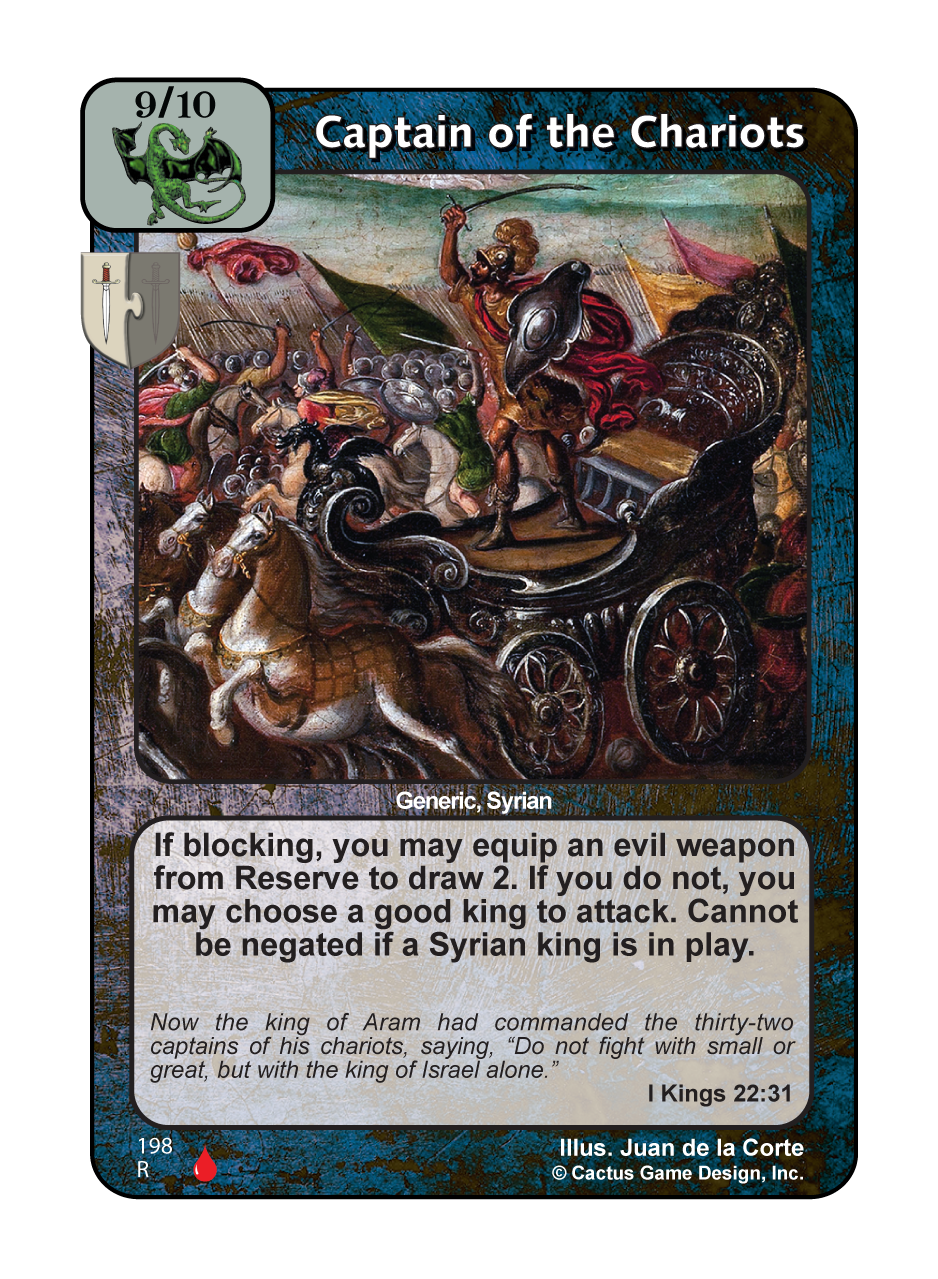 9/10
Captain of the Chariots
Generic, Syrian
If blocking, you may equip an evil weapon
from Reserve to draw 2. If you do not, you
may choose a good king to attack. Cannot
be negated if a Syrian king is in play.
Now the king of Aram had commanded the thirty-two
captains of his chariots, saying, “Do not fight with small or
great, but with the king of Israel alone.”
I Kings 22:31
198
R
Illus. Juan de la Corte
© Cactus Game Design, Inc.